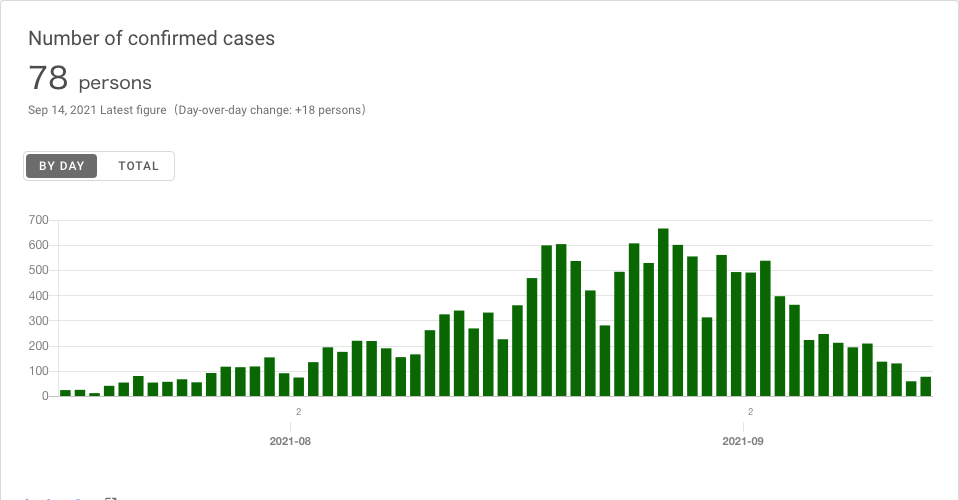 Number of confirmed cases
78 persons
Sep 14, 2021 Latest figure（Day-over-day change: +18 persons）
BY DAY TOTAL
700
600
500
400
300
200
100
0
2 2
2021-08 2021-09